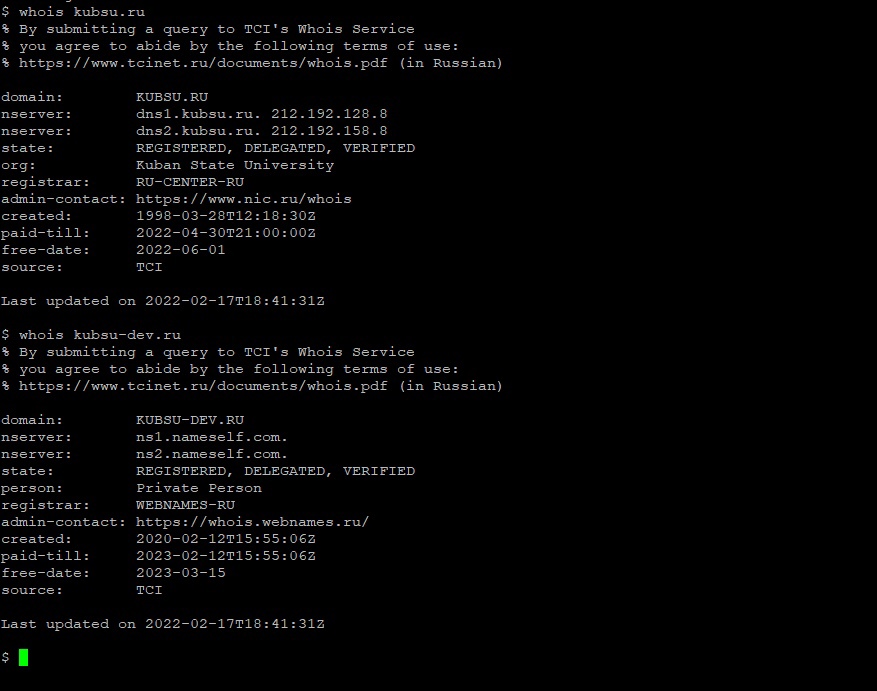 $ whois kubsu.ru
% By submitting a query to TCI's Whois Service
% you agree to abide by the following terms of use:
% https://www.tcinet.ru/documents/whois.pdf (in Russian)

domain:        KUBSU.RU
nserver:       dns1.kubsu.ru. 212.192.128.8
nserver:       dns2.kubsu.ru. 212.192.158.8
state:         REGISTERED, DELEGATED, VERIFIED
org:           Kuban State University
registrar:     RU-CENTER-RU
admin-contact: https://www.nic.ru/whois
created:       1998-03-28T12:18:30Z
paid-till:     2022-04-30T21:00:00Z
free-date:     2022-06-01
source:        TCI

Last updated on 2022-02-17T18:41:31Z

$ whois kubsu-dev.ru
% By submitting a query to TCI's Whois Service
% you agree to abide by the following terms of use:
% https://www.tcinet.ru/documents/whois.pdf (in Russian)

domain:        KUBSU-DEV.RU
nserver:       ns1.nameself.com.
nserver:       ns2.nameself.com.
state:         REGISTERED, DELEGATED, VERIFIED
person:        Private Person
registrar:     WEBNAMES-RU
admin-contact: https://whois.webnames.ru/
created:       2020-02-12T15:55:06Z
paid-till:     2023-02-12T15:55:06Z
free-date:     2023-03-15
source:        TCI

Last updated on 2022-02-17T18:41:31Z

$